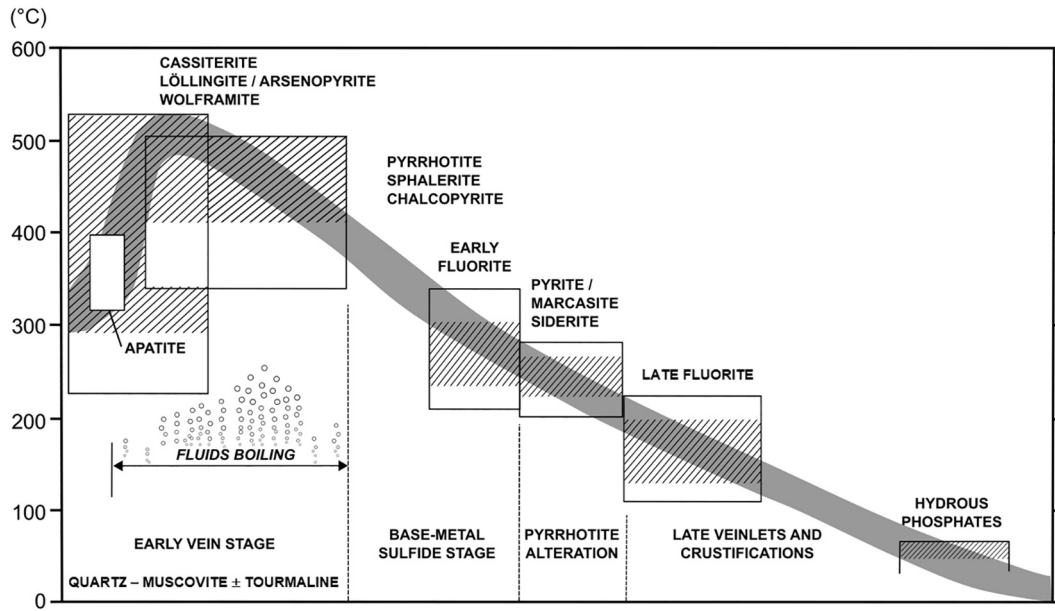 (°C)
600
500
400
300
200
100
0
CASSITERITE
LÖLLINGITE / ARSENOPYRITE
WOLFRAMITE
PYRRHOTITE
SPHALERITE
CHALCOPYRITE
EARLY
FLUORITE
PYRITE /
MARCASITE
SIDERITE
APATITE
LATE FLUORITE
FLUIDS BOILING
HYDROUS
PHOSPHATES
EARLY VEIN STAGE
BASE-METAL
SULFIDE STAGE
PYRRHOTITE
ALTERATION
LATE VEINLETS AND
CRUSTIFICATIONS
QUARTZ – MUSCOVITE ± TOURMALINE